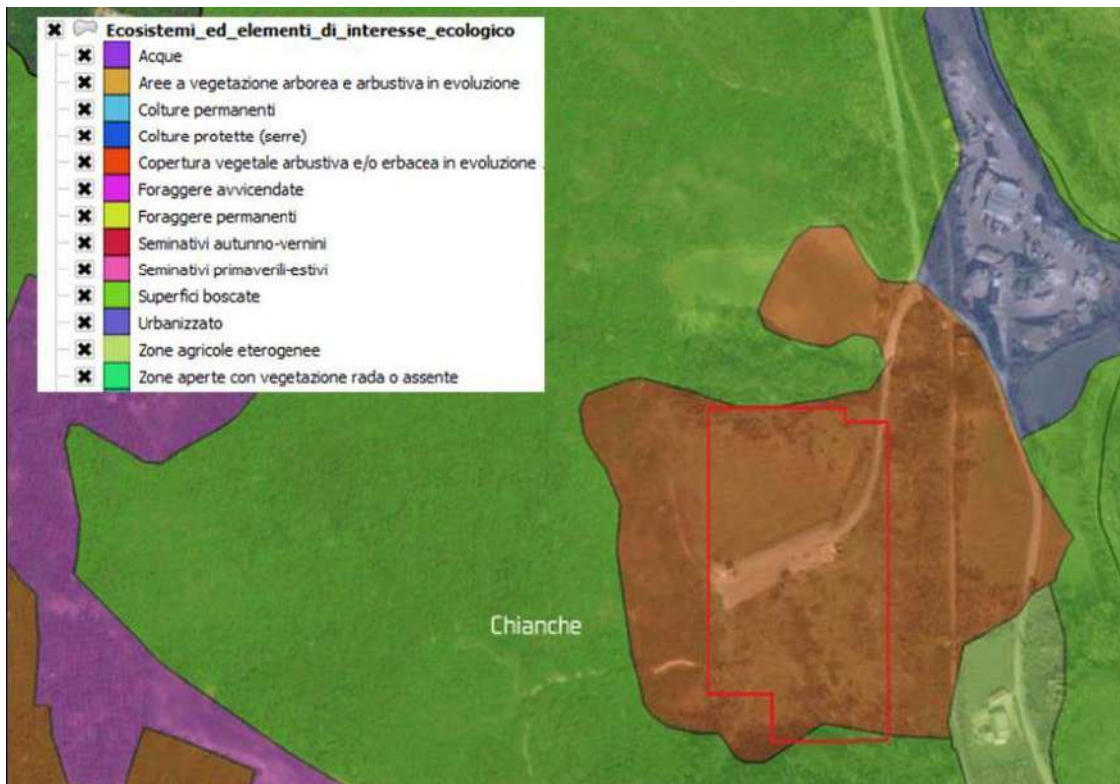 Ecosistemi_ed_elementi_di_interesse_ecologico
Acque
Aree a vegetazione arborea e arbustiva in evoluzione
Colture permanenti
Colture protette (serre)
Copertura vegetale arbustiva e/o erbacea in evoluzione .
Foraggere avvicendate
Foraggere permanenti
Seminativi autunno-vernini
Seminativi primaverili-estivi
Superfici boscate
Urbanizzato
Zone agricole eterogenee
Zone aperte con vegetazione rada o assente
Chianche